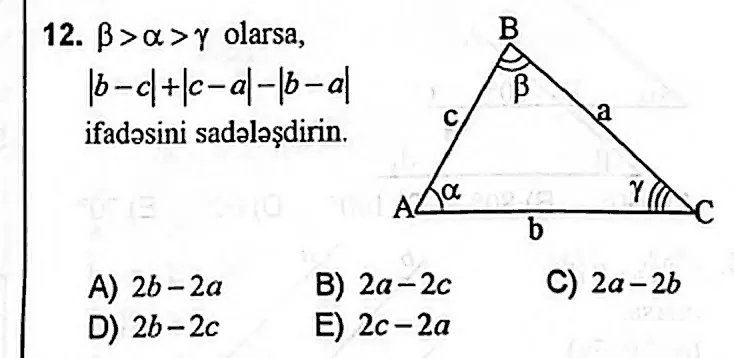 12. β > α > γ olarsa,
|b – c| + |c – a| – |b – a|
ifadəsini sadələşdirin.
B
β
c
a
A
α
γ
C
b
A) 2b – 2a B) 2a – 2c C) 2a – 2b
D) 2b – 2c E) 2c – 2a